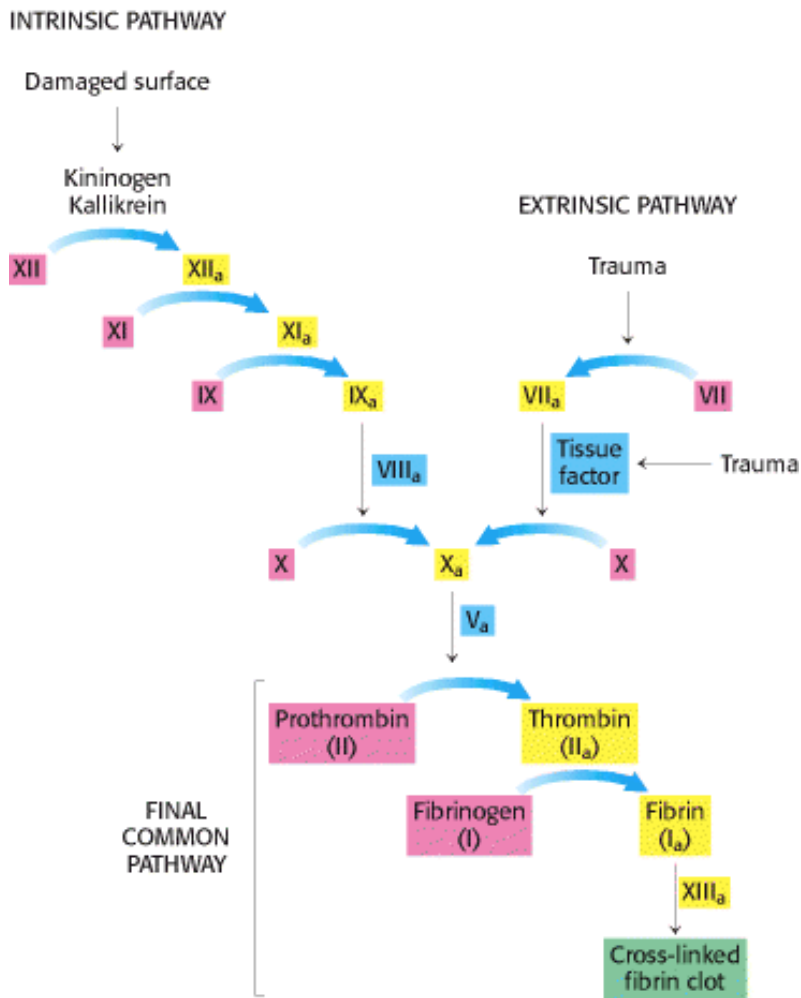 INTRINSIC PATHWAY
Damaged surface
Kininogen
Kallikrein
EXTRINSIC PATHWAY
XII
XIIa
Trauma
XI
XIa
IX
IXa
VIIa
VII
VIIIa
Tissue
factor
Trauma
X
Xa
X
Va
Prothrombin
(II)
Thrombin
(IIa)
FINAL
COMMON
PATHWAY
Fibrinogen
(I)
Fibrin
(Ia)
XIIIa
Cross-linked
fibrin clot